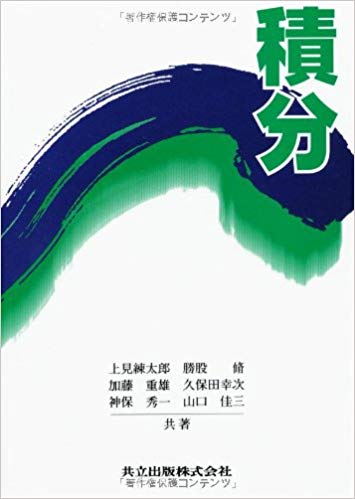 「著作権保護コンテンツ」
積分
上見練太郎 勝股 脩
加藤 重雄 久保田幸次
神保 秀一 山口 佳三
共著
共立出版株式会社
「著作権保護コンテンツ」